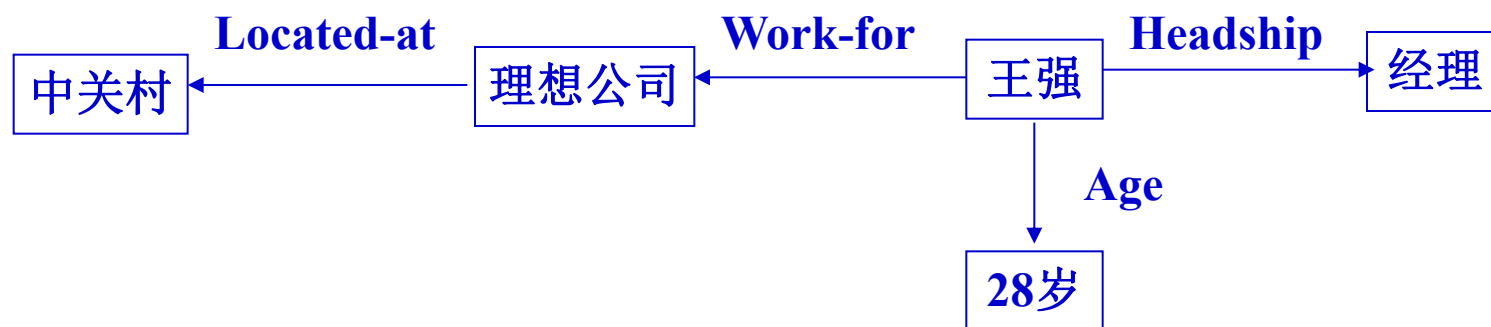 Located-at
Work-for
Headship
中关村
理想公司
王强
经理
Age
28岁